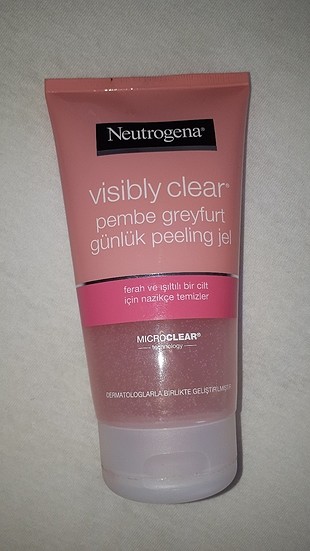 Neutrogena®
visibly clear®
pembe greyfurt
günlük peeling jel
ferah ve ışıltılı bir cilt
için nazikçe temizler
MICROCLEAR®
technology
DERMATOLOGLARLA BİRLİKTE GELİŞTİRİLMİŞTİR